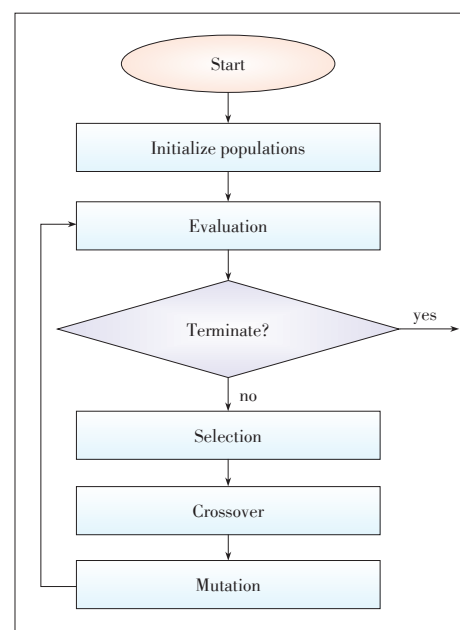 Start
Initialize populations
Evaluation
Terminate?
yes
no
Selection
Crossover
Mutation